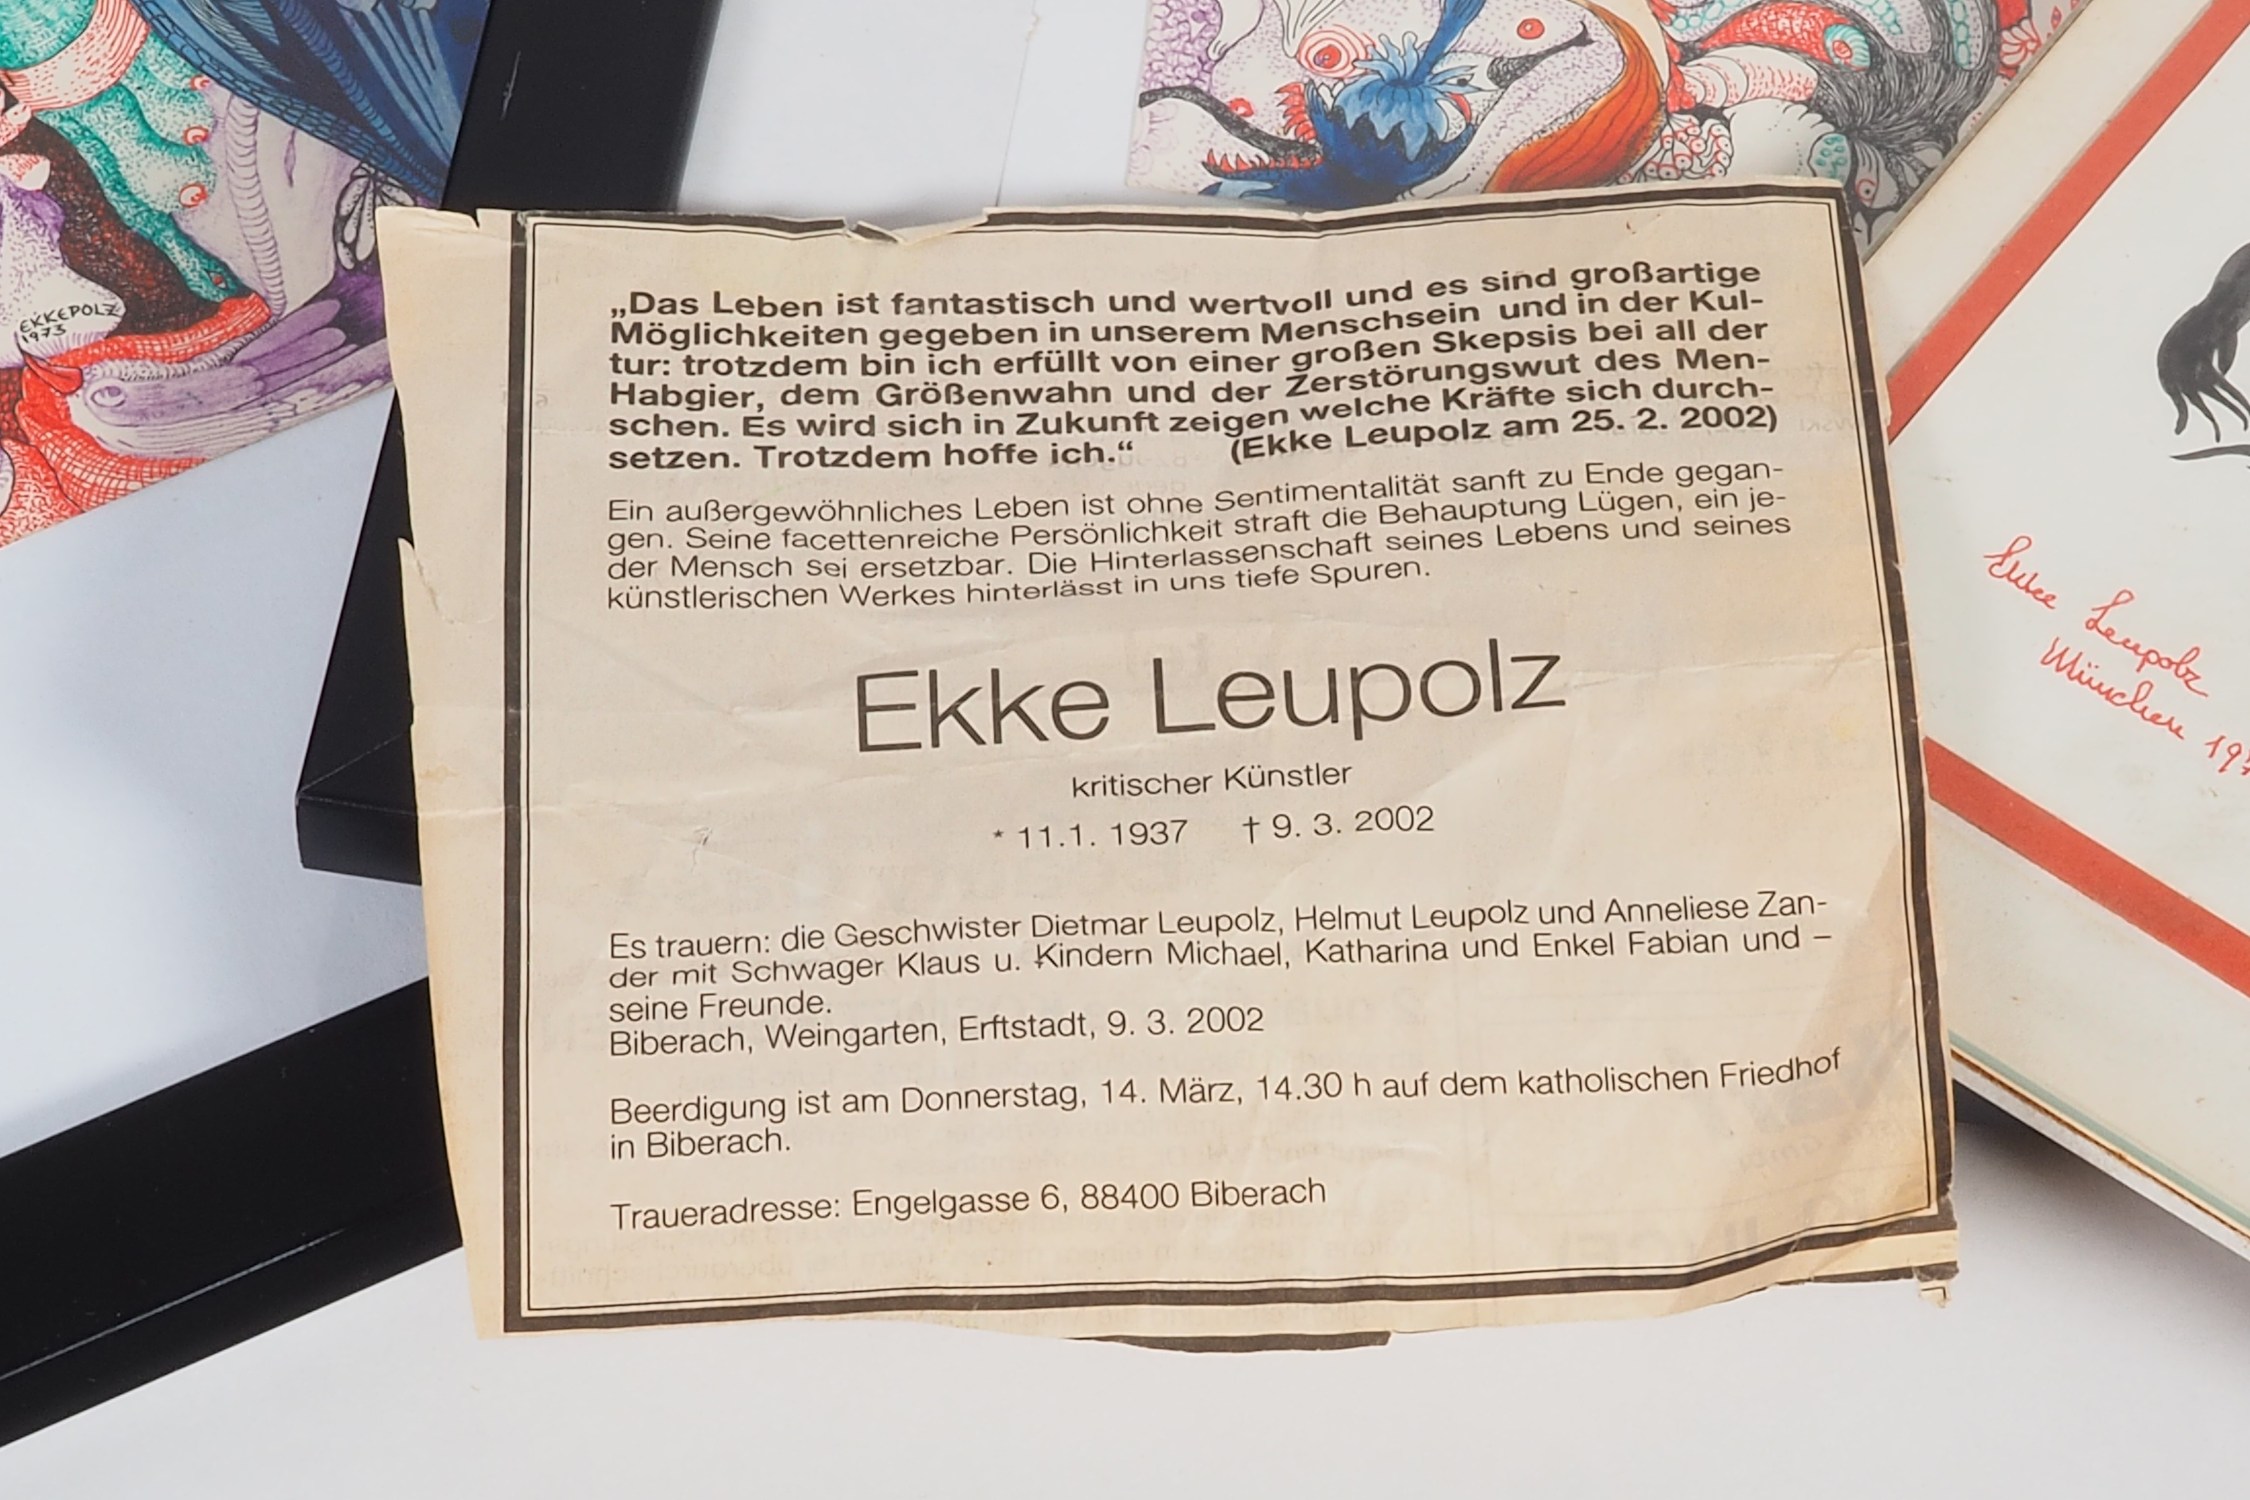 EKKEPOLZ
1973
„Das Leben ist fantastisch und wertvoll und es sind großartige
Möglichkeiten gegeben in unserem Menschsein und in der Kul-
tur: trotzdem bin ich erfüllt von einer großen Skepsis bei all der
Habgier, dem Größenwahn und der Zerstörungswut des Men-
schen. Es wird sich in Zukunft zeigen welche Kräfte sich durch-
setzen. Trotzdem hoffe ich.“ (Ekke Leupolz am 25. 2. 2002)
Ein außergewöhnliches Leben ist ohne Sentimentalität sanft zu Ende gegan-
gen. Seine facettenreiche Persönlichkeit straft die Behauptung Lügen, ein je-
der Mensch sei ersetzbar. Die Hinterlassenschaft seines Lebens und seines
künstlerischen Werkes hinterlässt in uns tiefe Spuren.
Ekke Leupolz
kritischer Künstler
* 11.1. 1937 † 9. 3. 2002
Es trauern: die Geschwister Dietmar Leupolz, Helmut Leupolz und Anneliese Zan-
der mit Schwager Klaus u. Kindern Michael, Katharina und Enkel Fabian und –
seine Freunde.
Biberach, Weingarten, Erftstadt, 9. 3. 2002
Beerdigung ist am Donnerstag, 14. März, 14.30 h auf dem katholischen Friedhof
in Biberach.
Traueradresse: Engelgasse 6, 88400 Biberach
Ekke Leupolz
München